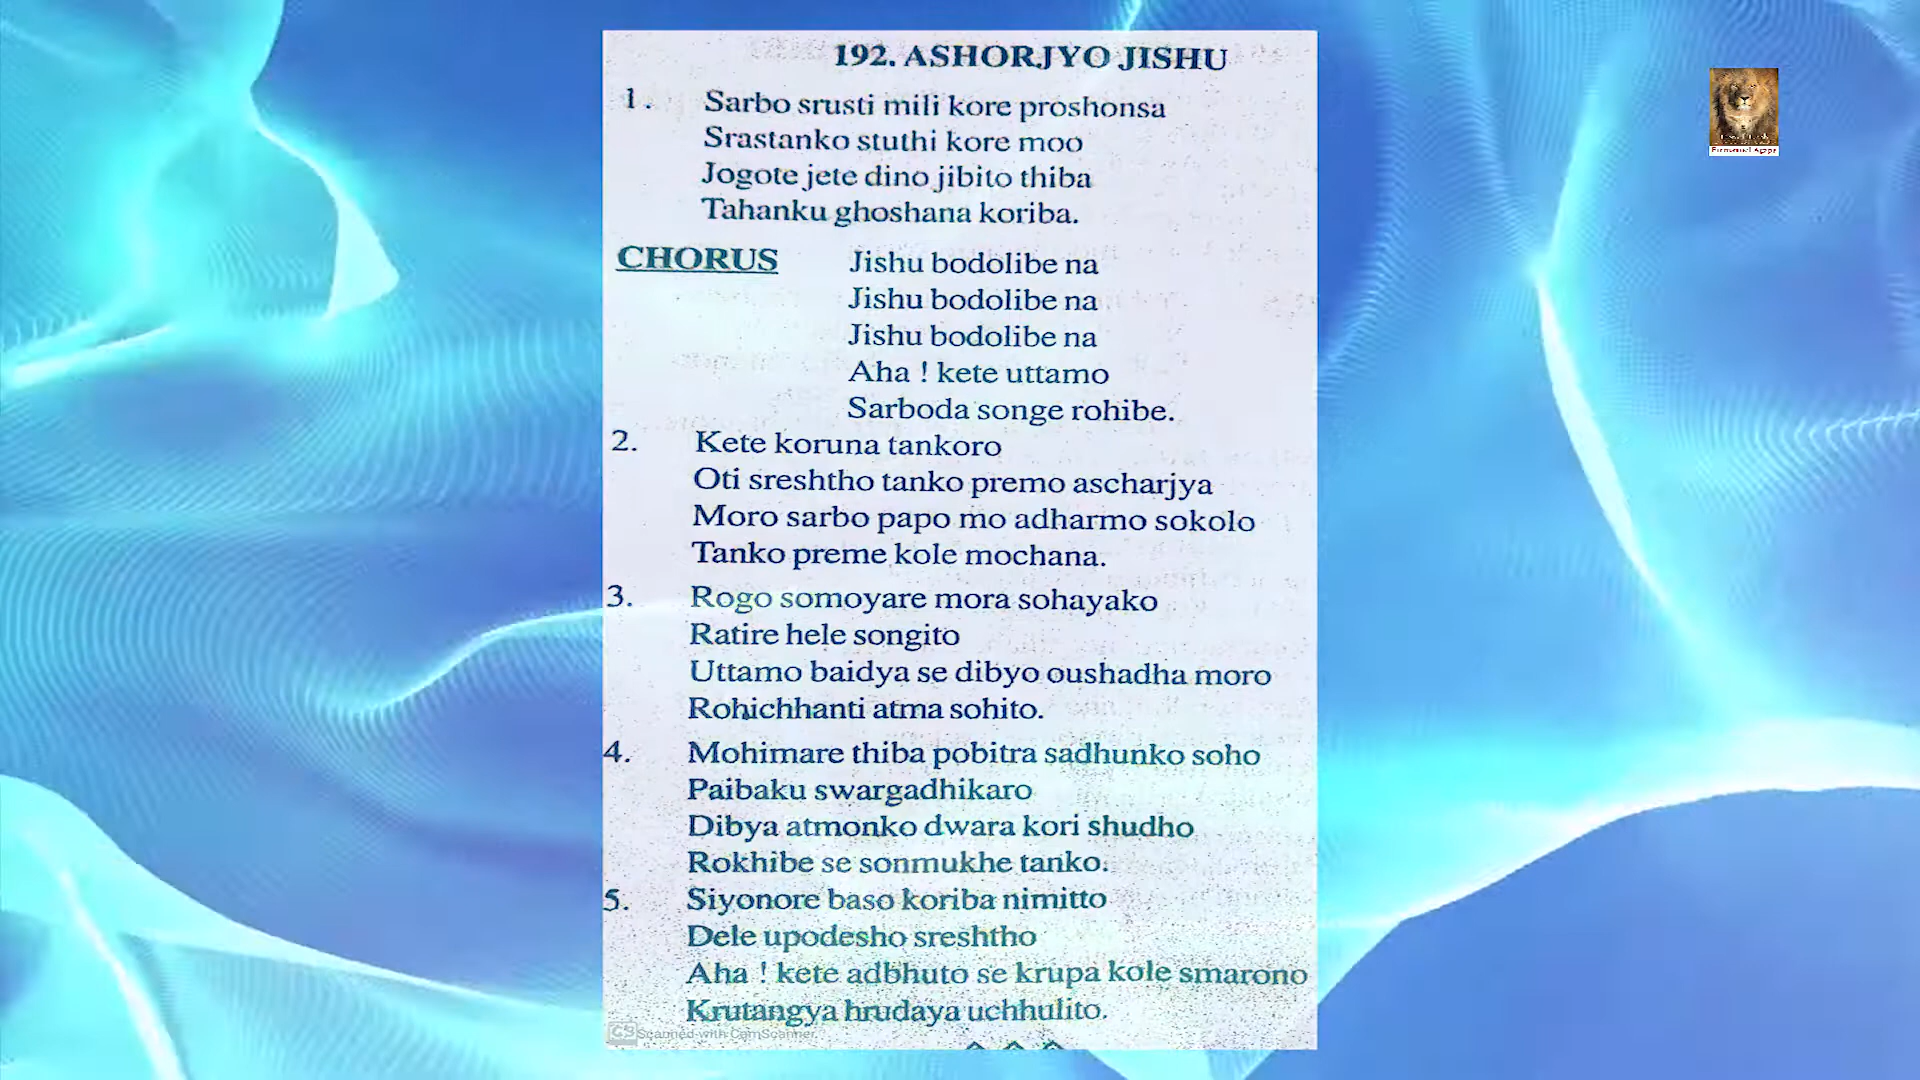 192. ASHORJYO JISHU
1. Sarbo srusti mili kore proshonsa
Srastanko stuthi kore moo
Jogote jete dino jibito thiba
Tahanku ghoshana koriba.
CHORUS Jishu bodolibe na
Jishu bodolibe na
Jishu bodolibe na
Aha ! kete uttamo
Sarboda songe rohibe.
2. Kete koruna tankoro
Oti sreshtho tanko premo ascharjya
Moro sarbo papo mo adharmo sokolo
Tanko preme kole mochana.
3. Rogo somoyare mora sohayako
Ratire hele songito
Uttamo baidya se dibyo oushadha moro
Rohichhanti atma sohito.
4. Mohimare thiba pobitra sadhunko soho
Paibaku swargadhikaro
Dibya atmonko dwara kori shudho
Rokhibe se sonmukhe tanko.
5. Siyonore baso koriba nimitto
Dele upodesho sreshtho
Aha ! kete adbhuto se krupa kole smarono
Krutangya hrudaya uchhulito.
CS Scanned with CamScanner